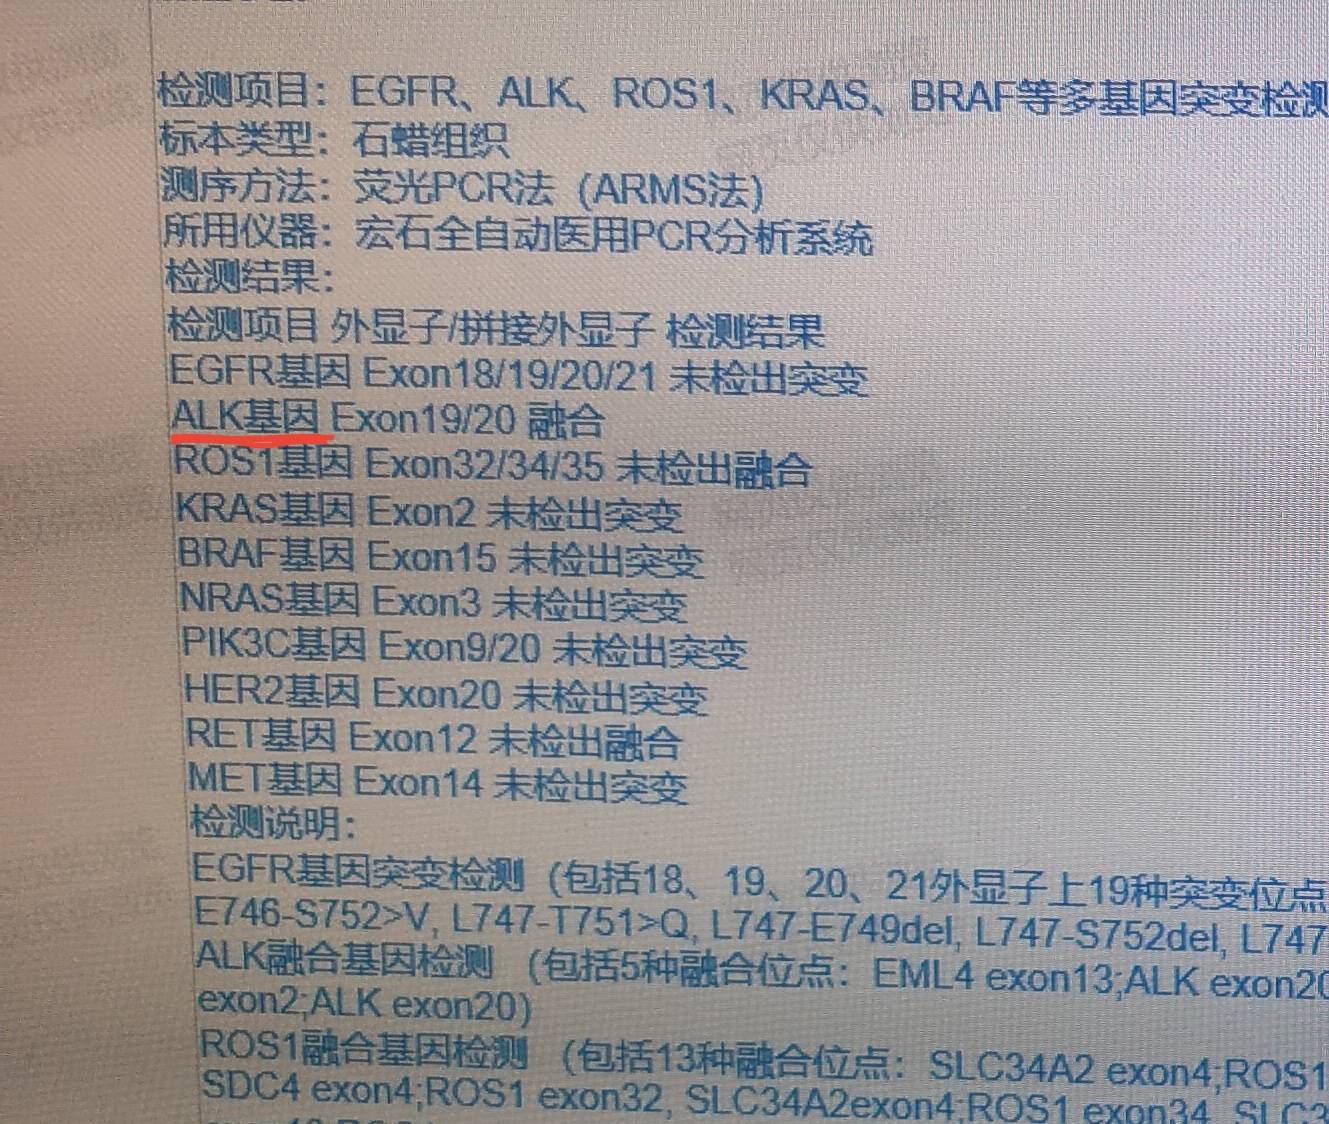 检测项目：EGFR、ALK、ROS1、KRAS、BRAF等多基因突变检测
标本类型：石蜡组织
测序方法：荧光PCR法（ARMS法）
所用仪器：宏石全自动医用PCR分析系统
检测结果：
检测项目 外显子/拼接外显子 检测结果
EGFR基因 Exon18/19/20/21 未检出突变
ALK基因 Exon19/20 融合
ROS1基因 Exon32/34/35 未检出融合
KRAS基因 Exon2 未检出突变
BRAF基因 Exon15 未检出突变
NRAS基因 Exon3 未检出突变
PIK3C基因 Exon9/20 未检出突变
HER2基因 Exon20 未检出突变
RET基因 Exon12 未检出融合
MET基因 Exon14 未检出突变
检测说明：
EGFR基因突变检测（包括18、19、20、21外显子上19种突变位点
E746-S752>V, L747-T751>Q, L747-E749del, L747-S752del, L747
ALK融合基因检测 （包括5种融合位点：EML4 exon13;ALK exon20
exon2;ALK exon20)
ROS1融合基因检测 （包括13种融合位点：SLC34A2 exon4;ROS1
SDC4 exon4;ROS1 exon32, SLC34A2exon4;ROS1 exon34, SLC3